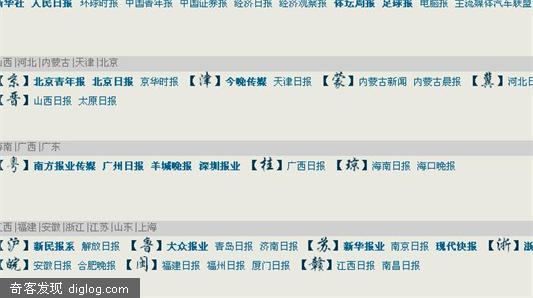 新华社 人民日报 环球时报 中国青年报 中国证券报 经济日报 经济观察报 体坛周报 足球报 电脑报 主流媒体汽车联盟
西|河北|内蒙古|天津|北京
【京】北京青年报 北京日报 京华时报 【津】今晚传媒 天津日报 【蒙】内蒙古新闻 内蒙古晨报 【冀】河北日
【晋】山西日报 太原日报
海南|广西|广东
【粤】南方报业传媒 广州日报 羊城晚报 深圳报业 【桂】广西日报 【琼】海南日报 海口晚报
江西|福建|安徽|浙江|江苏|山东|上海
【沪】新民报系 解放日报 【鲁】大众报业 青岛日报 济南日报 【苏】新华报业 南京日报 现代快报 【浙】浙
【皖】安徽日报 合肥晚报 【闽】福建日报 福州日报 厦门日报 【赣】江西日报 南昌日报
奇客发现 diglog.com